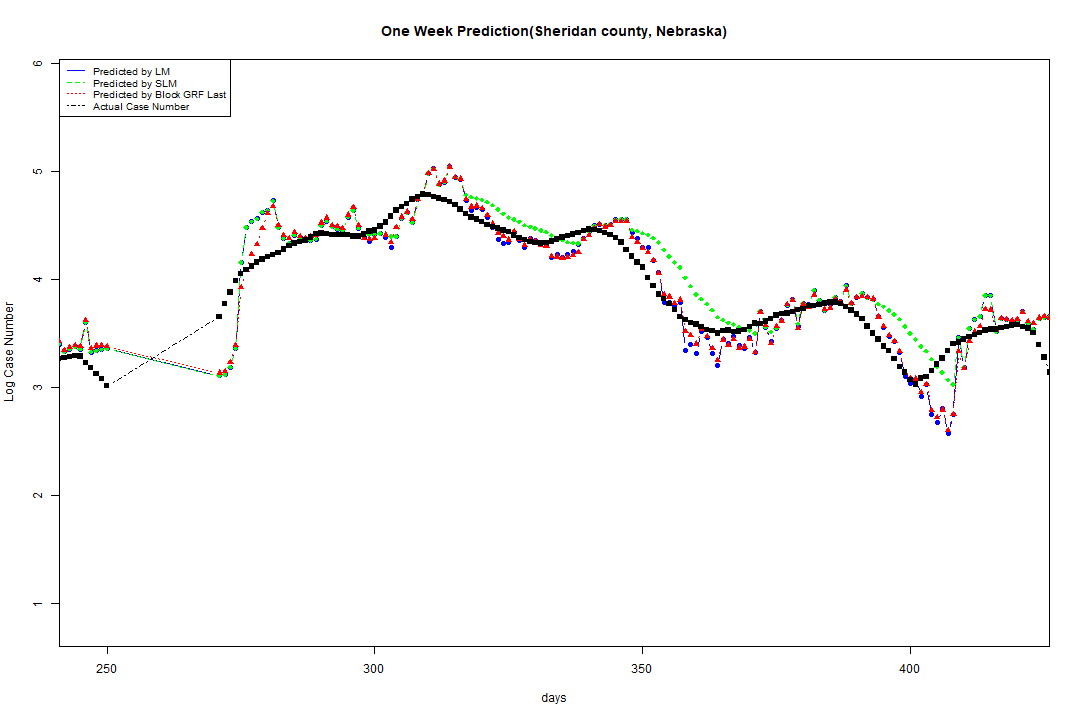 One Week Prediction(Sheridan county, Nebraska)
Predicted by LM
Predicted by SLM
Predicted by Block GRF Last
Actual Case Number
6
5
4
3
2
1
Log Case Number
250 300 350 400
days